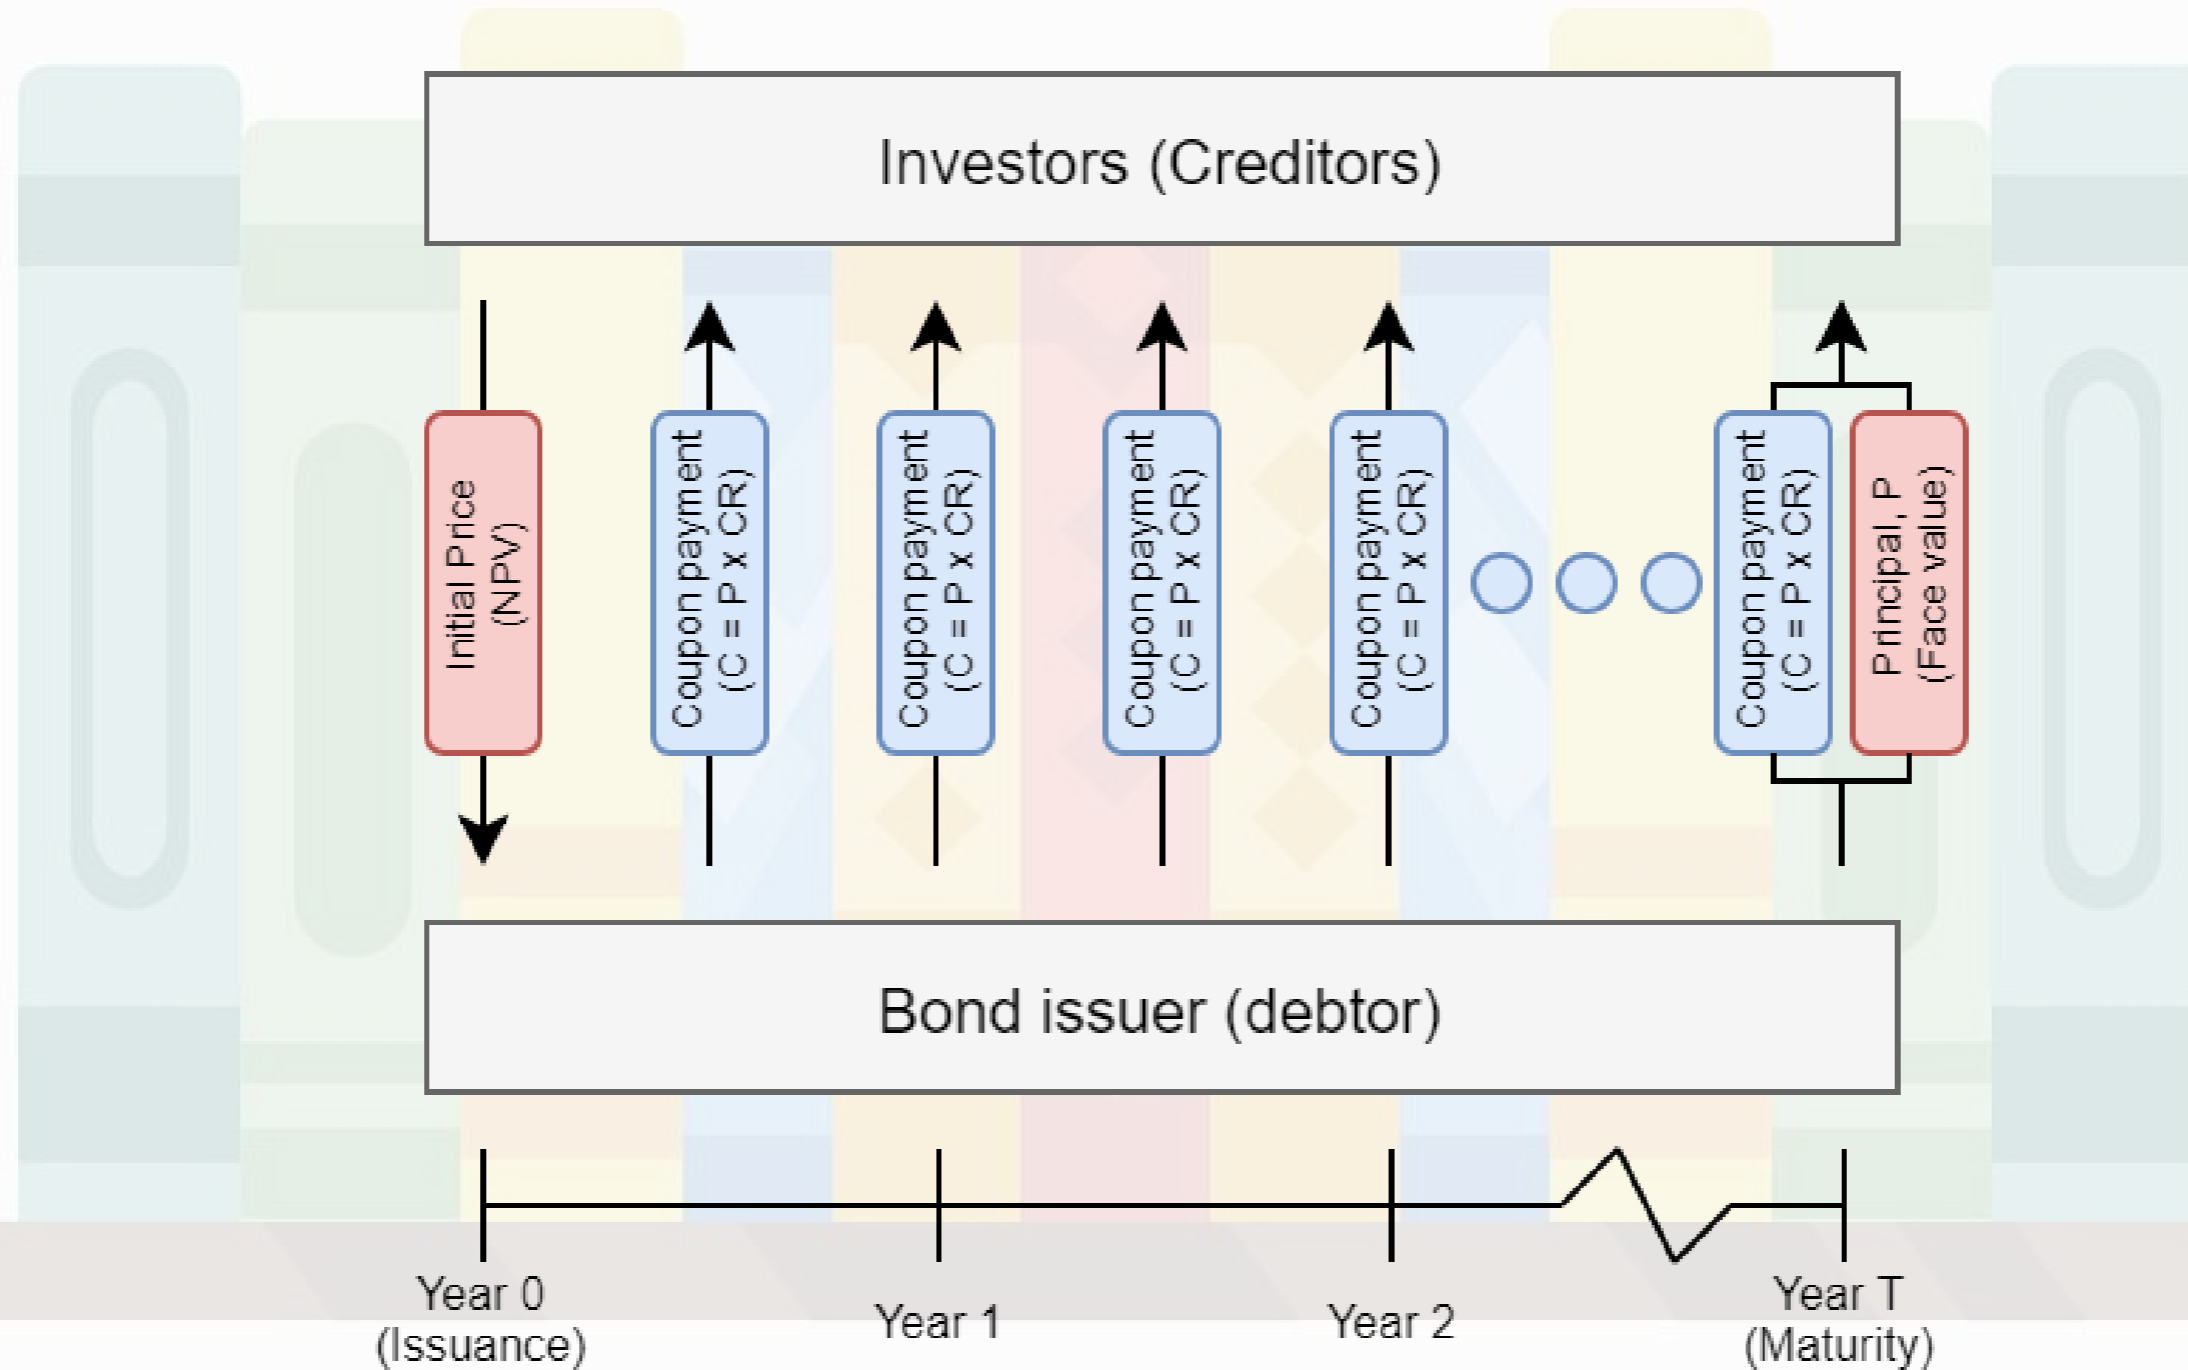 Investors (Creditors)
Initial Price
(NPV)
Coupon payment
(C = P x CR)
Coupon payment
(C = P x CR)
Coupon payment
(C = P x CR)
Coupon payment
(C = P x CR)
Coupon payment
(C = P x CR)
Principal, P
(Face value)
Bond issuer (debtor)
Year 0
(Issuance)
Year 1
Year 2
Year T
(Maturity)